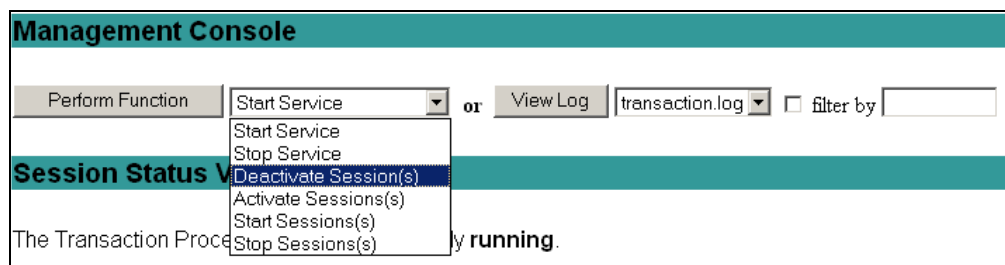 Management Console
Perform Function Start Service or View Log transaction.log filter by
Start Service
Stop Service
Session Status V
Deactivate Session(s)
Activate Sessions(s)
Start Sessions(s)
The Transaction Proce
Stop Sessions(s)
y running.